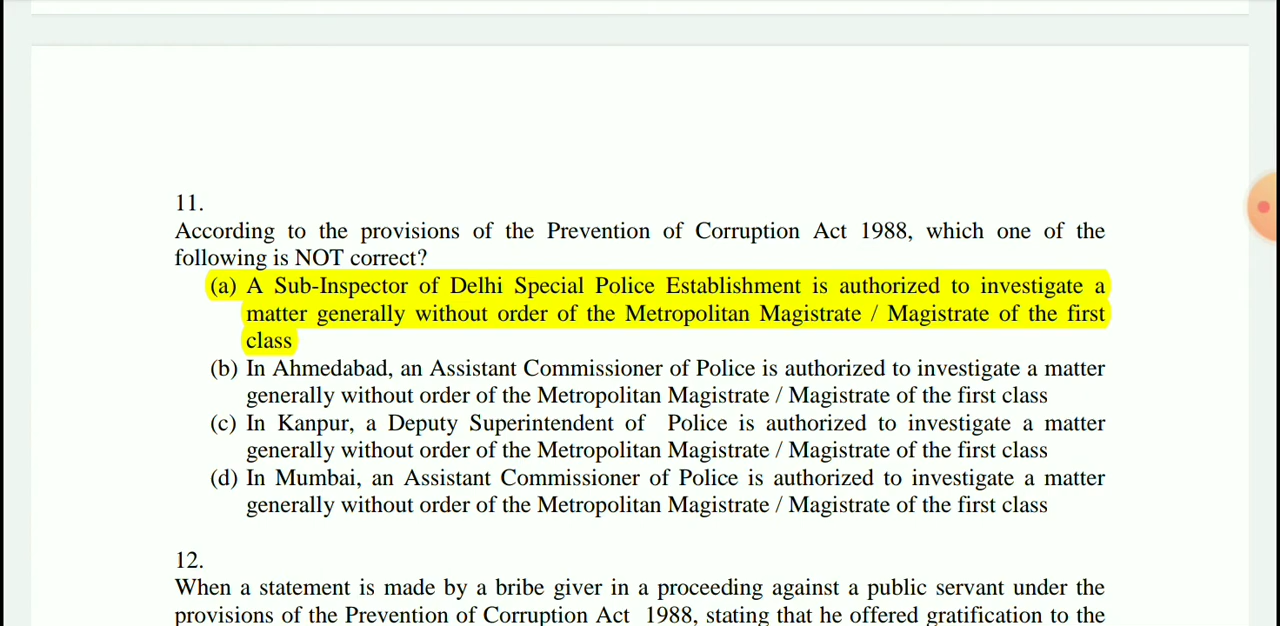 11.
According to the provisions of the Prevention of Corruption Act 1988, which one of the
following is NOT correct?
(a) A Sub-Inspector of Delhi Special Police Establishment is authorized to investigate a
matter generally without order of the Metropolitan Magistrate / Magistrate of the first
class
(b) In Ahmedabad, an Assistant Commissioner of Police is authorized to investigate a matter
generally without order of the Metropolitan Magistrate / Magistrate of the first class
(c) In Kanpur, a Deputy Superintendent of Police is authorized to investigate a matter
generally without order of the Metropolitan Magistrate / Magistrate of the first class
(d) In Mumbai, an Assistant Commissioner of Police is authorized to investigate a matter
generally without order of the Metropolitan Magistrate / Magistrate of the first class
12.
When a statement is made by a bribe giver in a proceeding against a public servant under the
provisions of the Prevention of Corruption Act 1988, stating that he offered gratification to the